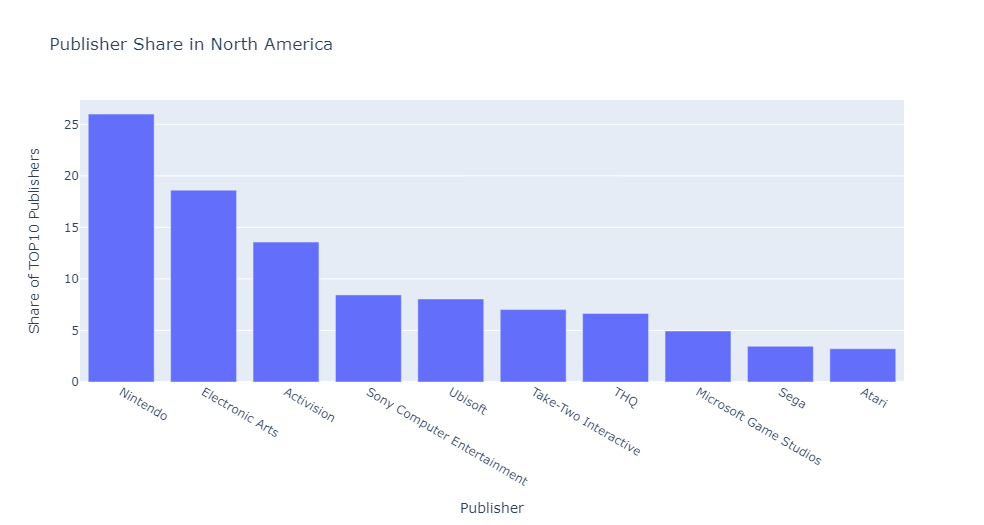 Publisher Share in North America
Share of TOP10 Publishers
25
20
15
10
5
0
Nintendo
Electronic Arts
Activision
Sony Computer Entertainment
Ubisoft
Take-Two Interactive
THQ
Microsoft Game Studios
Sega
Atari
Publisher